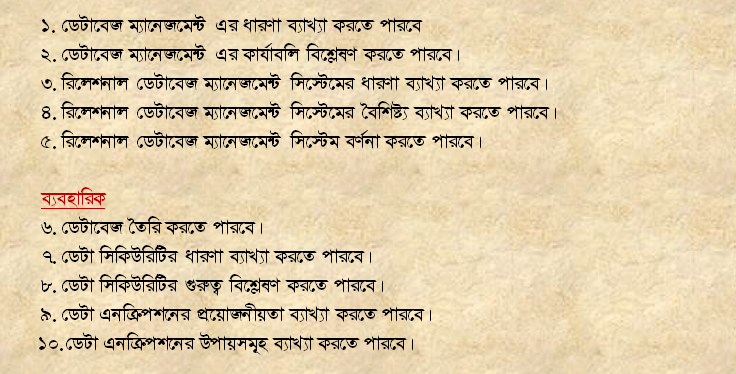 ১. ডেটাবেজ ম্যানেজমেন্ট এর ধারণা ব্যাখ্যা করতে পারবে
২. ডেটাবেজ ম্যানেজমেন্ট এর কার্যাবলি বিশ্লেষণ করতে পারবে।
৩. রিলেশনাল ডেটাবেজ ম্যানেজমেন্ট সিস্টেমের ধারণা ব্যাখ্যা করতে পারবে।
৪. রিলেশনাল ডেটাবেজ ম্যানেজমেন্ট সিস্টেমের বৈশিষ্ট্য ব্যাখ্যা করতে পারবে।
৫. রিলেশনাল ডেটাবেজ ম্যানেজমেন্ট সিস্টেম বর্ণনা করতে পারবে।
ব্যবহারিক
৬. ডেটাবেজ তৈরি করতে পারবে।
৭. ডেটা সিকিউরিটির ধারণা ব্যাখ্যা করতে পারবে।
৮. ডেটা সিকিউরিটির গুরুত্ব বিশ্লেষণ করতে পারবে।
৯. ডেটা এনক্রিপশনের প্রয়োজনীয়তা ব্যাখ্যা করতে পারবে।
১০.ডেটা এনক্রিপশনের উপায়সমূহ ব্যাখ্যা করতে পারবে।